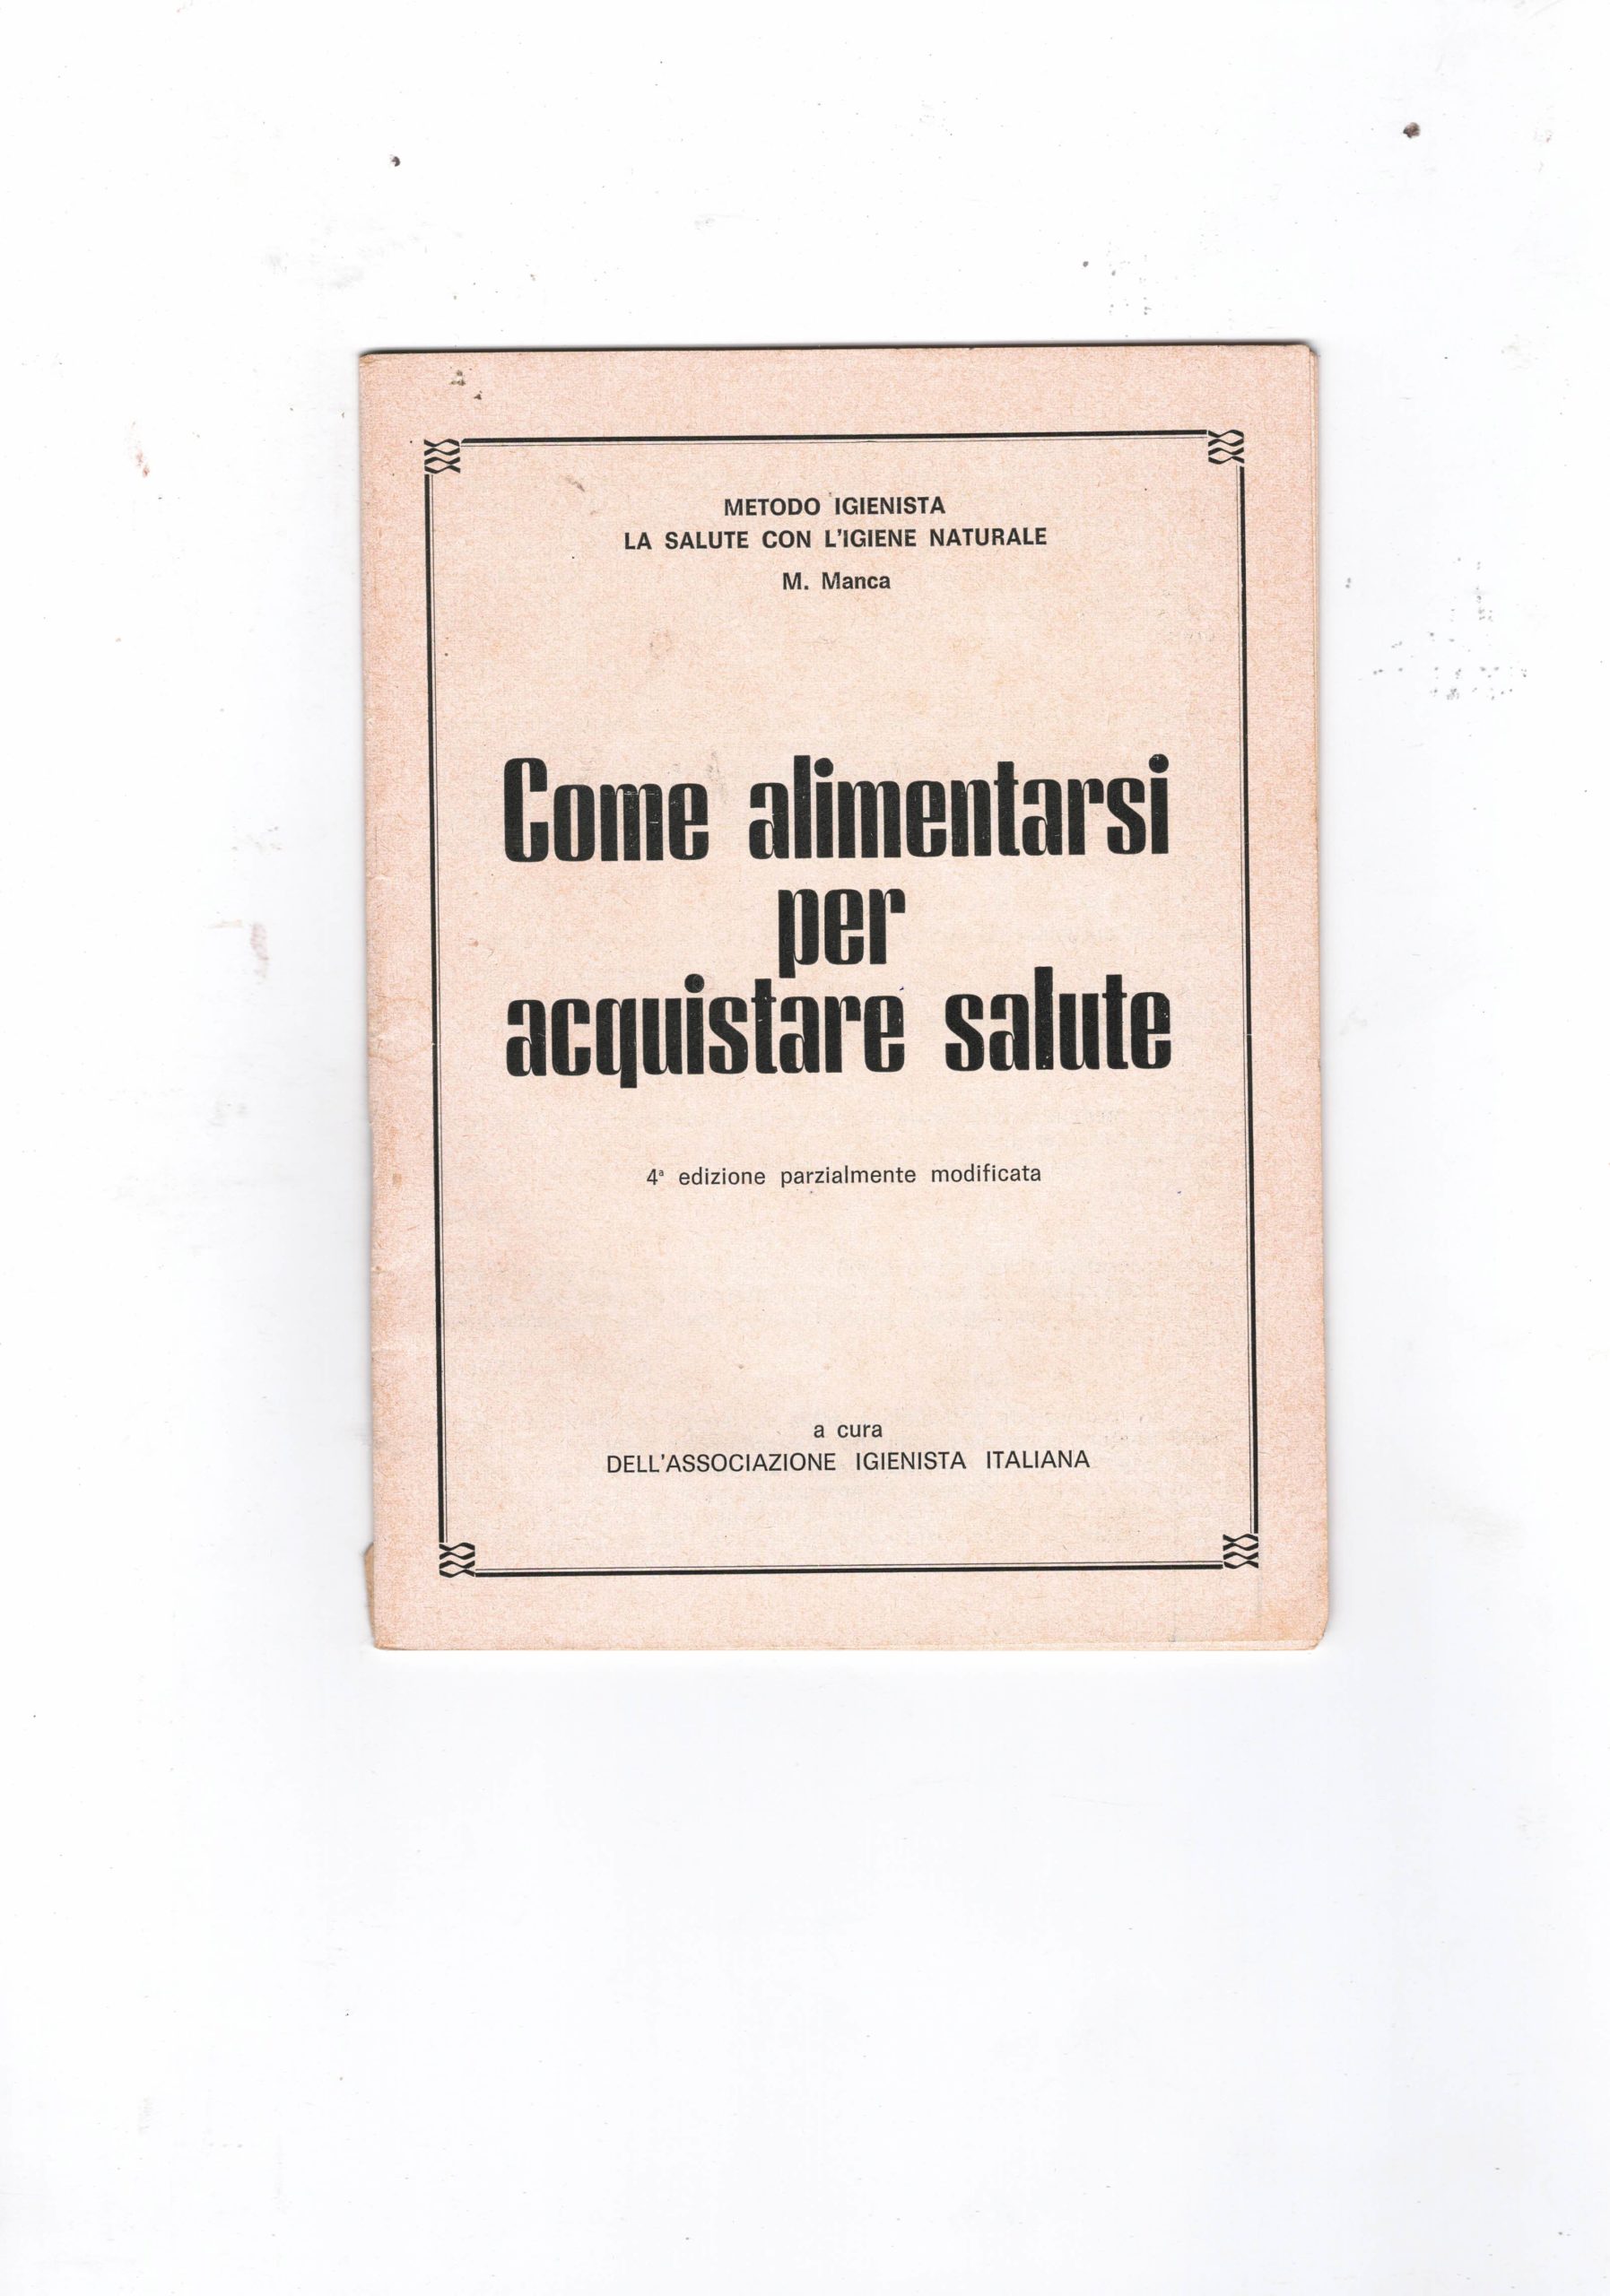 METODO IGIENISTA
LA SALUTE CON L'IGIENE NATURALE
M. Manca
Come alimentarsi
per
acquistare salute
4ª edizione parzialmente modificata
a cura
DELL'ASSOCIAZIONE IGIENISTA ITALIANA